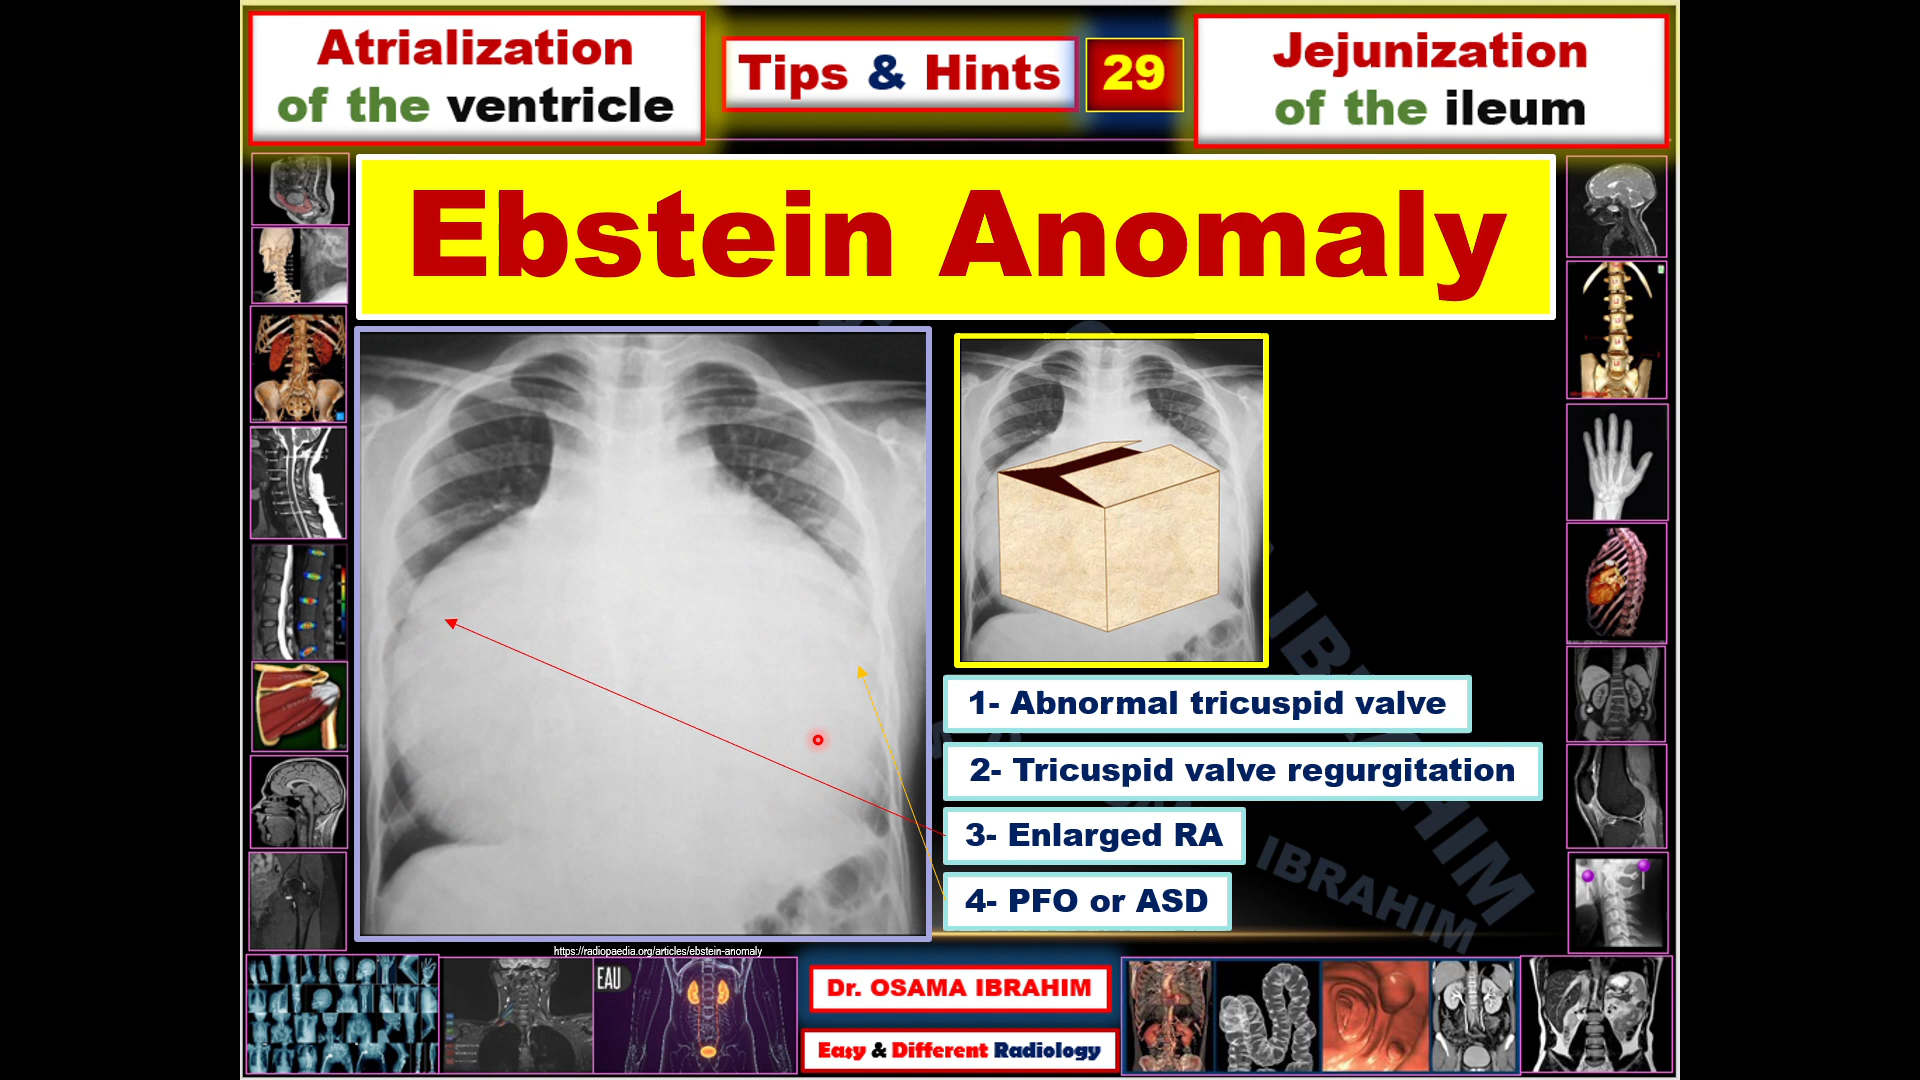 Atrialization
of the ventricle
Tips & Hints
29
Jejunization
of the ileum
Ebstein Anomaly
1- Abnormal tricuspid valve
2- Tricuspid valve regurgitation
3- Enlarged RA
4- PFO or ASD
IBRAHIM
IBRAHIM
https://radiopaedia.org/articles/ebstein-anomaly
EAU
Dr. OSAMA IBRAHIM
Easy & Different Radiology